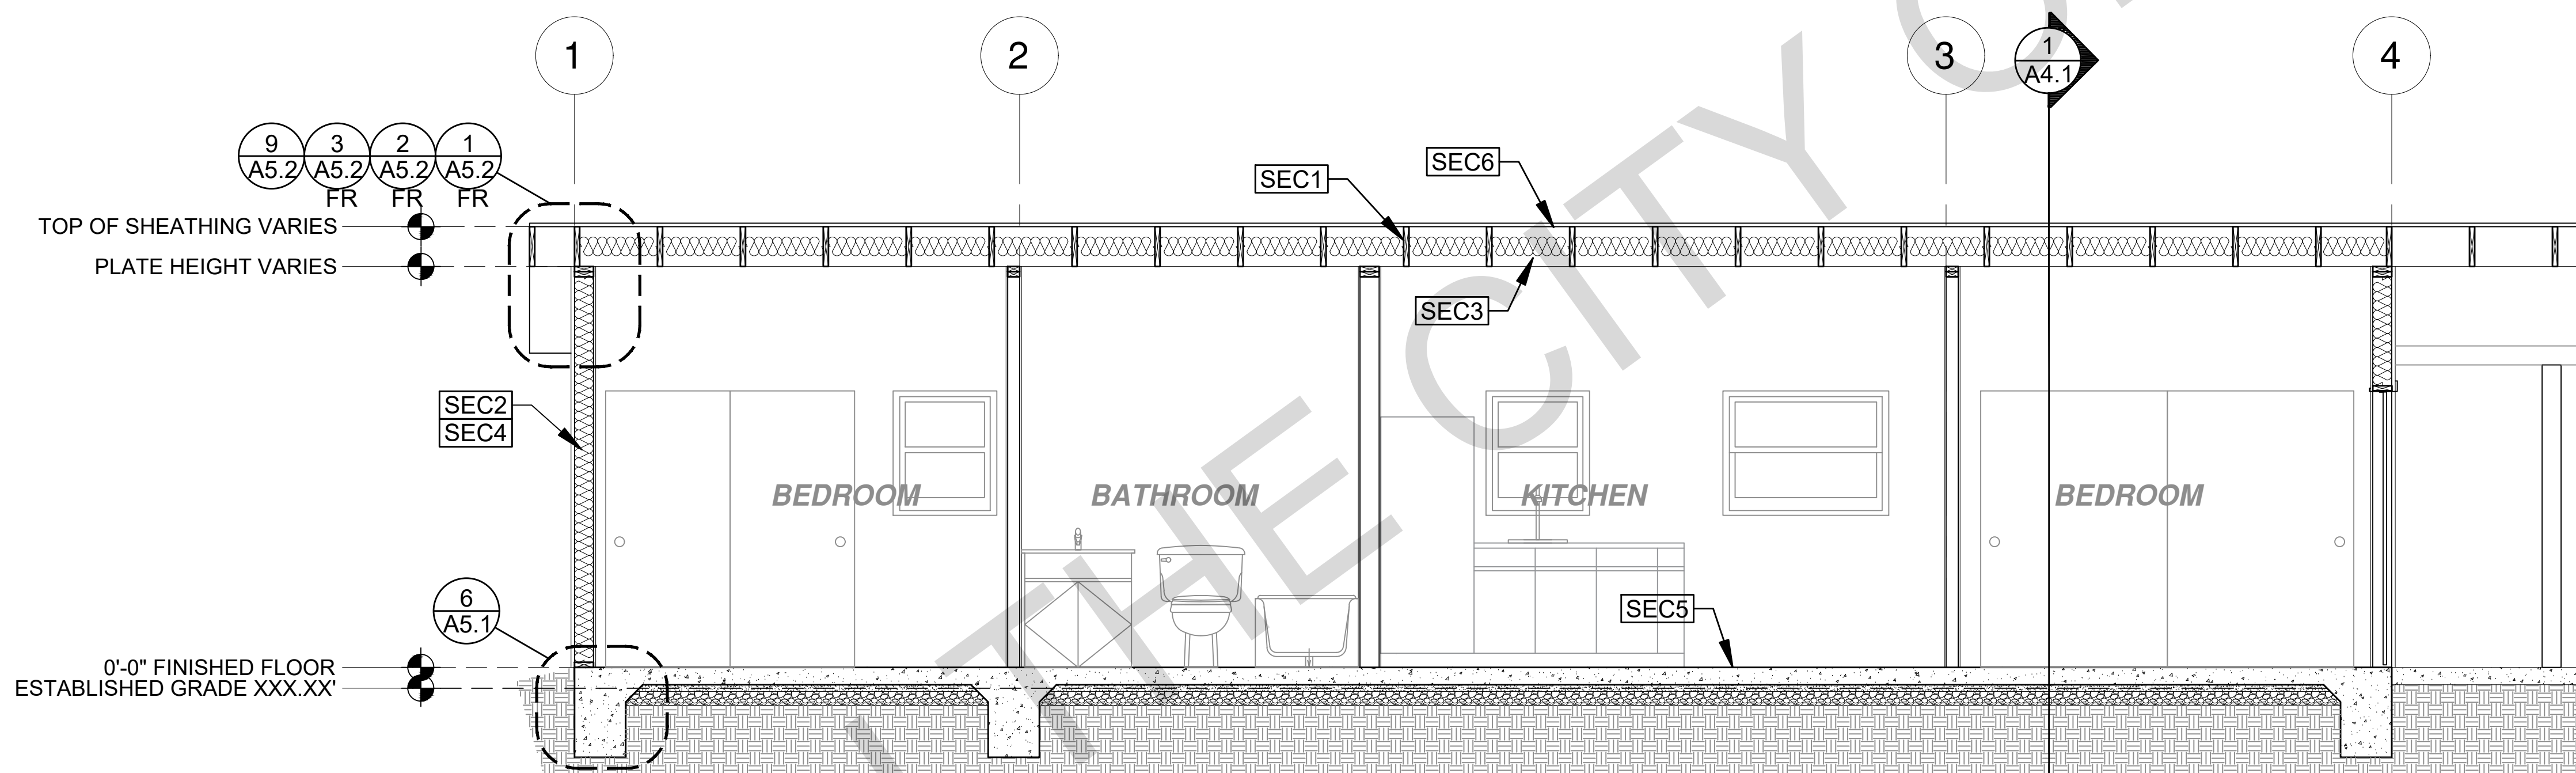 1
2
3
1
A4.1
4
9
A5.2
3
A5.2
FR
2
A5.2
FR
1
A5.2
FR
SEC1
SEC6
TOP OF SHEATHING VARIES
PLATE HEIGHT VARIES
SEC3
SEC2
SEC4
BEDROOM
BATHROOM
KITCHEN
BEDROOM
6
A5.1
SEC5
0'-0" FINISHED FLOOR
ESTABLISHED GRADE XXX.XX'
THE CITY O